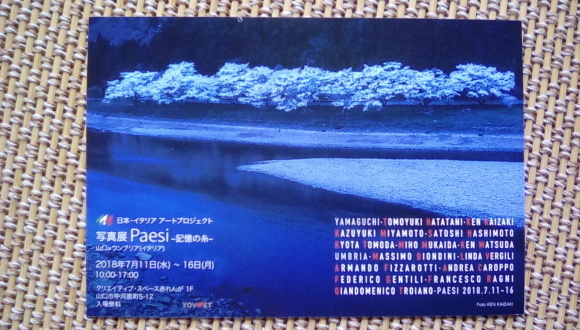 日本・イタリア アートプロジェクト
写真展 Paesi ~記憶の糸~
山口⇄ウンブリア(イタリア)
2018年7月11日(水) ~ 16日(月)
10:00-17:00
クリエイティブ・スペース赤れんが 1F
山口市中河原町5-12
入場無料
YAMAGUCHI-TOMOYUKI HATATANI-KEN KAIZAKI
KAZUYUKI MIYAMOTO-SATOSHI HASHIMOTO
RYOTA TOMODA-MIHO MUKAIDA-KEN MATSUDA
UMBRIA-MASSIMO BIONDINI-LINDA VERGILI
ARMANDO FIZZAROTTI-ANDREA CAROPPO
FEDERICO GENTILI-FRANCESCO RAGNI
GIANDOMENICO TROIANO-PAESI 2018.7.11-16
Foto KEN KAIZAKI